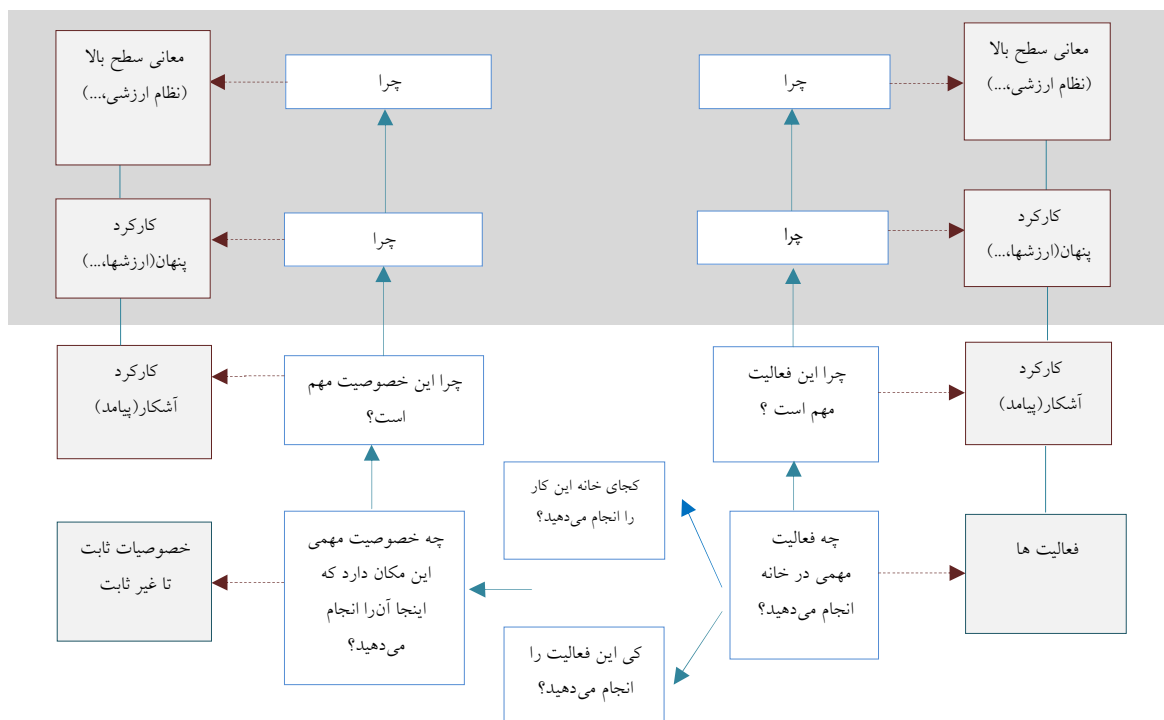 معانی سطح بالا
(نظام ارزشی،...)
چرا
چرا
معانی سطح بالا
(نظام ارزشی،...)
کارکرد
پنهان(ارزشها،...)
چرا
چرا
کارکرد
پنهان(ارزشها،...)
کارکرد
آشکار(پیامد)
چرا این فعالیت
مهم است ؟
چرا این خصوصیت مهم
است؟
کارکرد
آشکار(پیامد)
فعالیت ها
چه فعالیت
مهمی در خانه
انجام می‌دهید؟
کجای خانه این کار
را انجام می‌دهید؟
کی این فعالیت را
انجام می‌دهید؟
چه خصوصیت مهمی
این مکان دارد که
اینجا آن‌را انجام
می‌دهید؟
خصوصیات ثابت
تا غیر ثابت